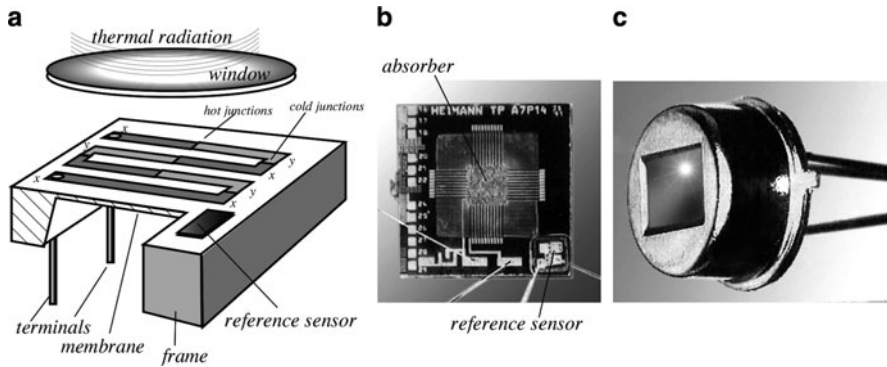 a
thermal radiation
window
hot junctions
cold junctions
x
y
x
y
x
y
x
y
terminals
membrane
frame
reference sensor
b
absorber
HEIMANN TP A7P14
reference sensor
c